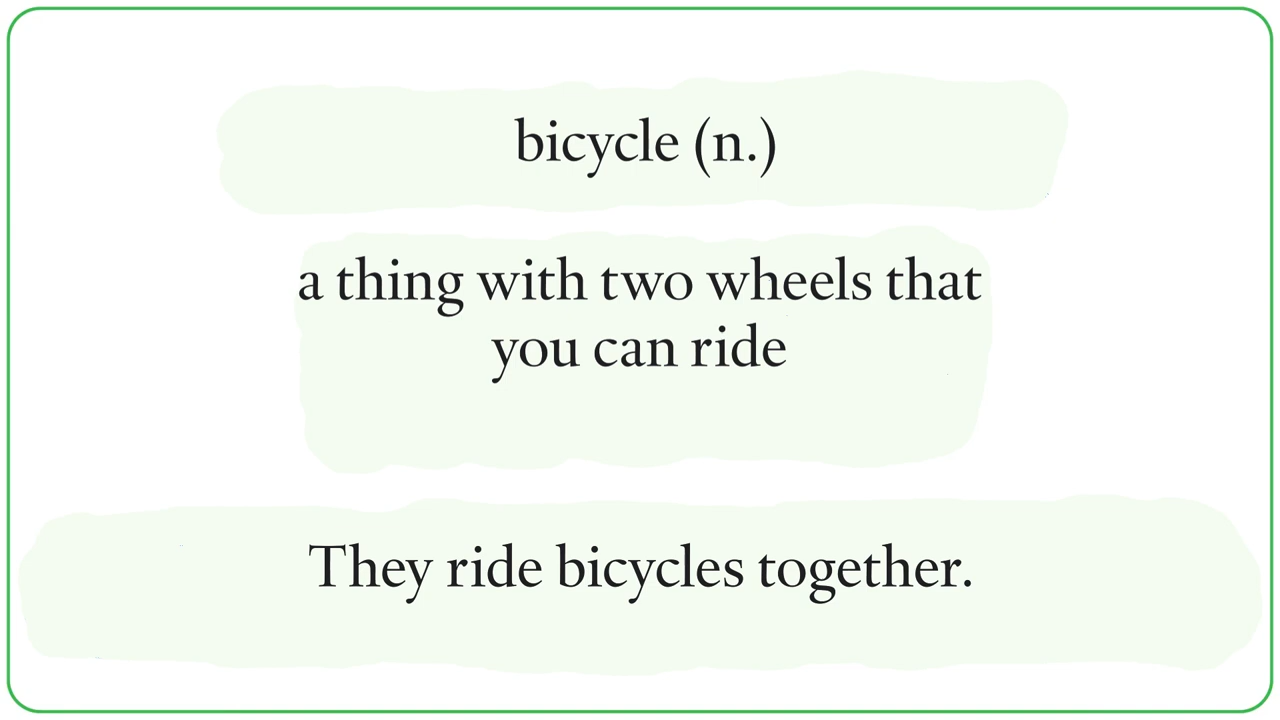 bicycle (n.)
a thing with two wheels that
you can ride
They ride bicycles together.